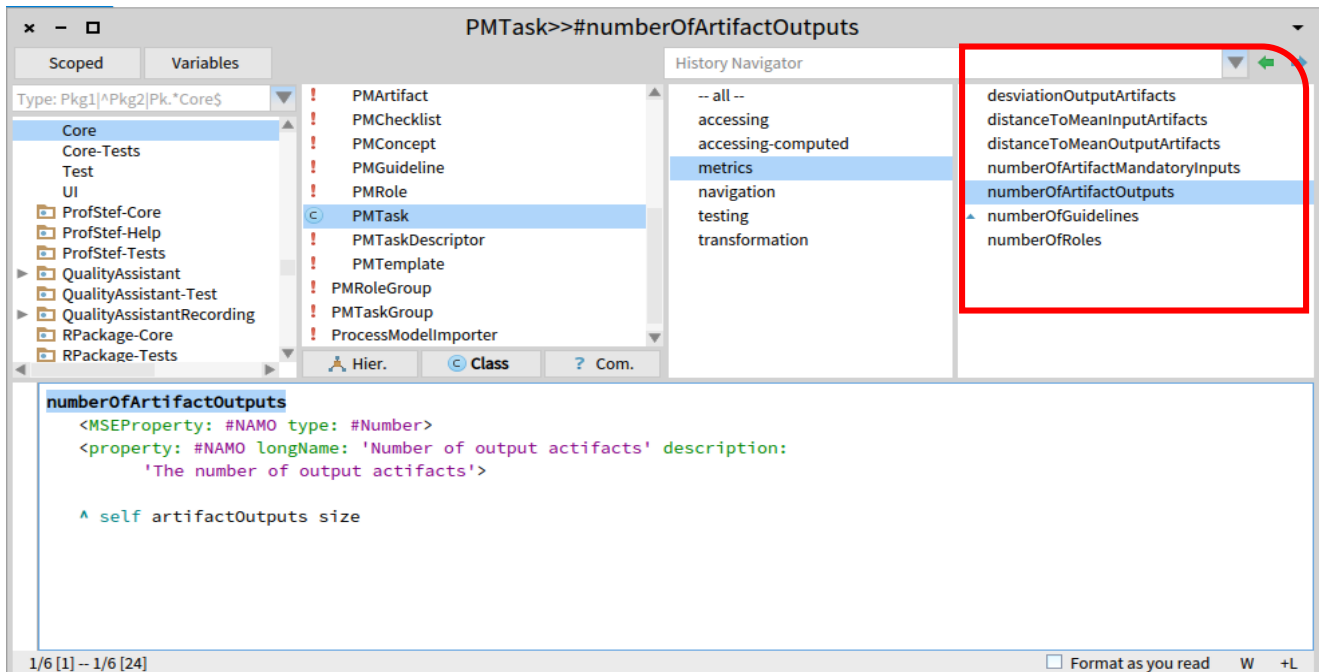 PMTask>>#numberOfArtifactOutputs
Scoped
Variables
History Navigator
Type: Pkg1|^Pkg2|Pk.*Core$
Core
Core-Tests
Test
UI
ProfStef-Core
ProfStef-Help
ProfStef-Tests
QualityAssistant
QualityAssistant-Test
QualityAssistantRecording
RPackage-Core
RPackage-Tests
PMArtifact
PMChecklist
PMConcept
PMGuideline
PMRole
PMTask
PMTaskDescriptor
PMTemplate
PMRoleGroup
PMTaskGroup
ProcessModelImporter
Hier.
Class
? Com.
-- all --
accessing
accessing-computed
metrics
navigation
testing
transformation
desviationOutputArtifacts
distanceToMeanInputArtifacts
distanceToMeanOutputArtifacts
numberOfArtifactMandatoryInputs
numberOfArtifactOutputs
numberOfGuidelines
numberOfRoles
numberOfArtifactOutputs
<MSEProperty: #NAMO type: #Number>
<property: #NAMO longName: 'Number of output actifacts' description:
'The number of output actifacts'>
^ self artifactOutputs size
1/6 [1] -- 1/6 [24]
Format as you read
W
+L